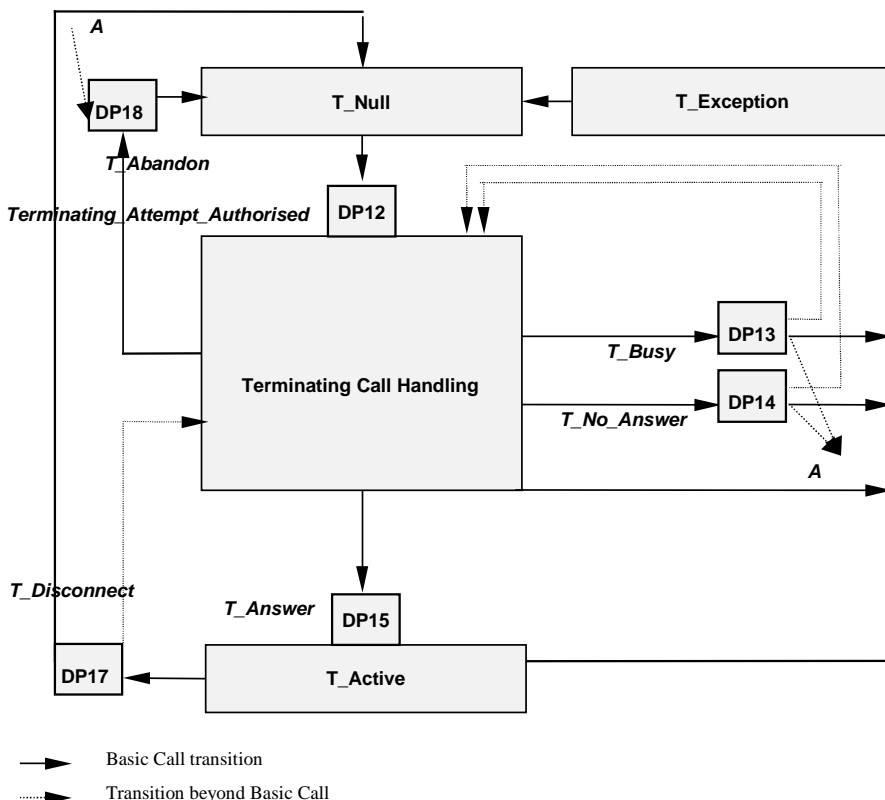 A
T_Null
T_Exception
DP18
T_Abandon
Terminating_Attempt_Authorised
DP12
DP13
T_Busy
Terminating Call Handling
DP14
T_No_Answer
A
T_Disconnect
T_Answer
DP15
DP17
T_Active
Basic Call transition
Transition beyond Basic Call